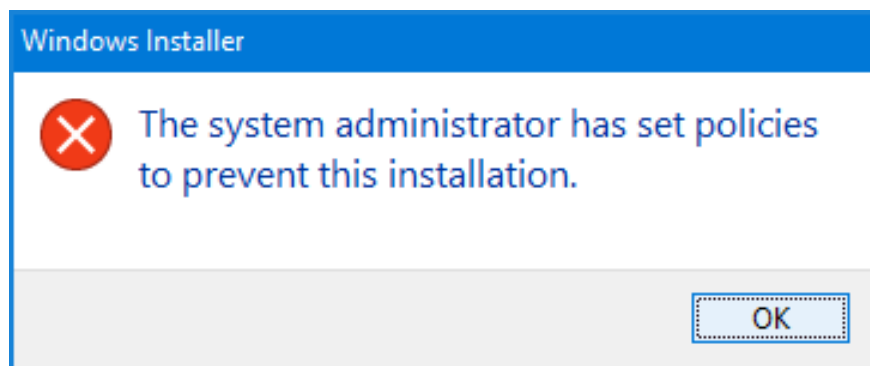 Windows Installer
The system administrator has set policies
to prevent this installation.
OK